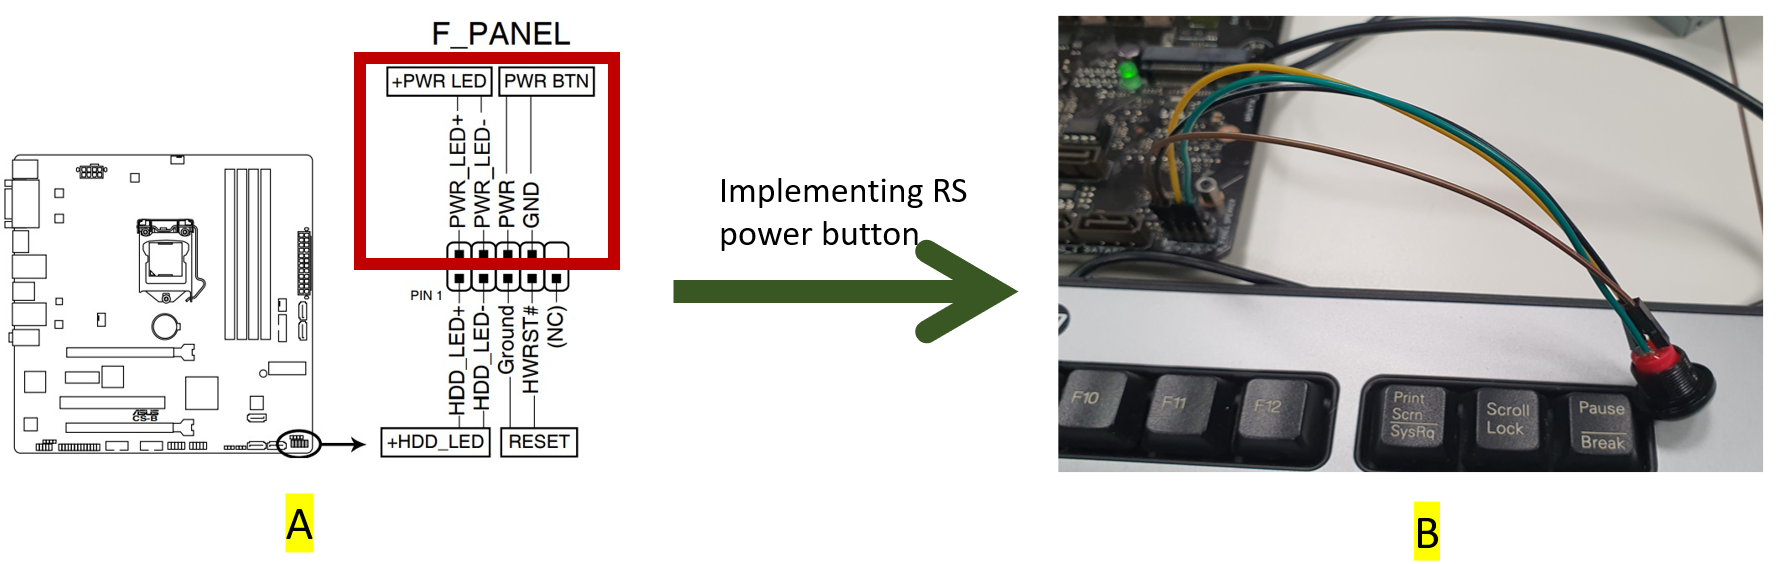 F_PANEL
+PWR LED
PWR BTN
PWR_LED+
PWR_LED-
PWR
GND
PIN 1
HDD_LED+
HDD_LED-
Ground
HWRST#
(NC)
+HDD_LED
RESET
ASUS
CS-B
A
Implementing RS
power button
F10
F11
F12
Print
Scrn
SysRq
Scroll
Lock
Pause
Break
B